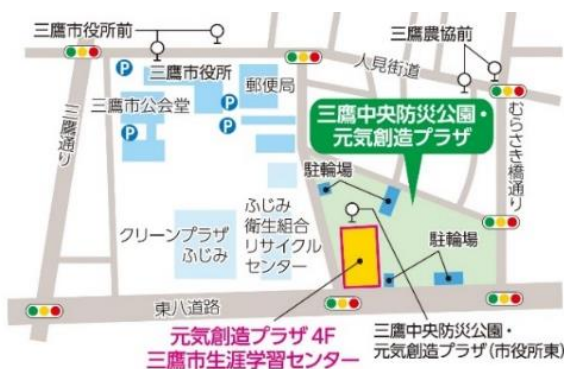 三鷹市役所前
三鷹農協前
人見街道
P
三鷹市役所
郵便局
P
三鷹市公会堂
P
P
三鷹通り
三鷹中央防災公園・
元気創造プラザ
むらさき橋通り
駐輪場
ふじみ
衛生組合
リサイクル
センター
クリーンプラザ
ふじみ
駐輪場
東八道路
元気創造プラザ 4F
三鷹市生涯学習センター
三鷹中央防災公園・
元気創造プラザ(市役所東)